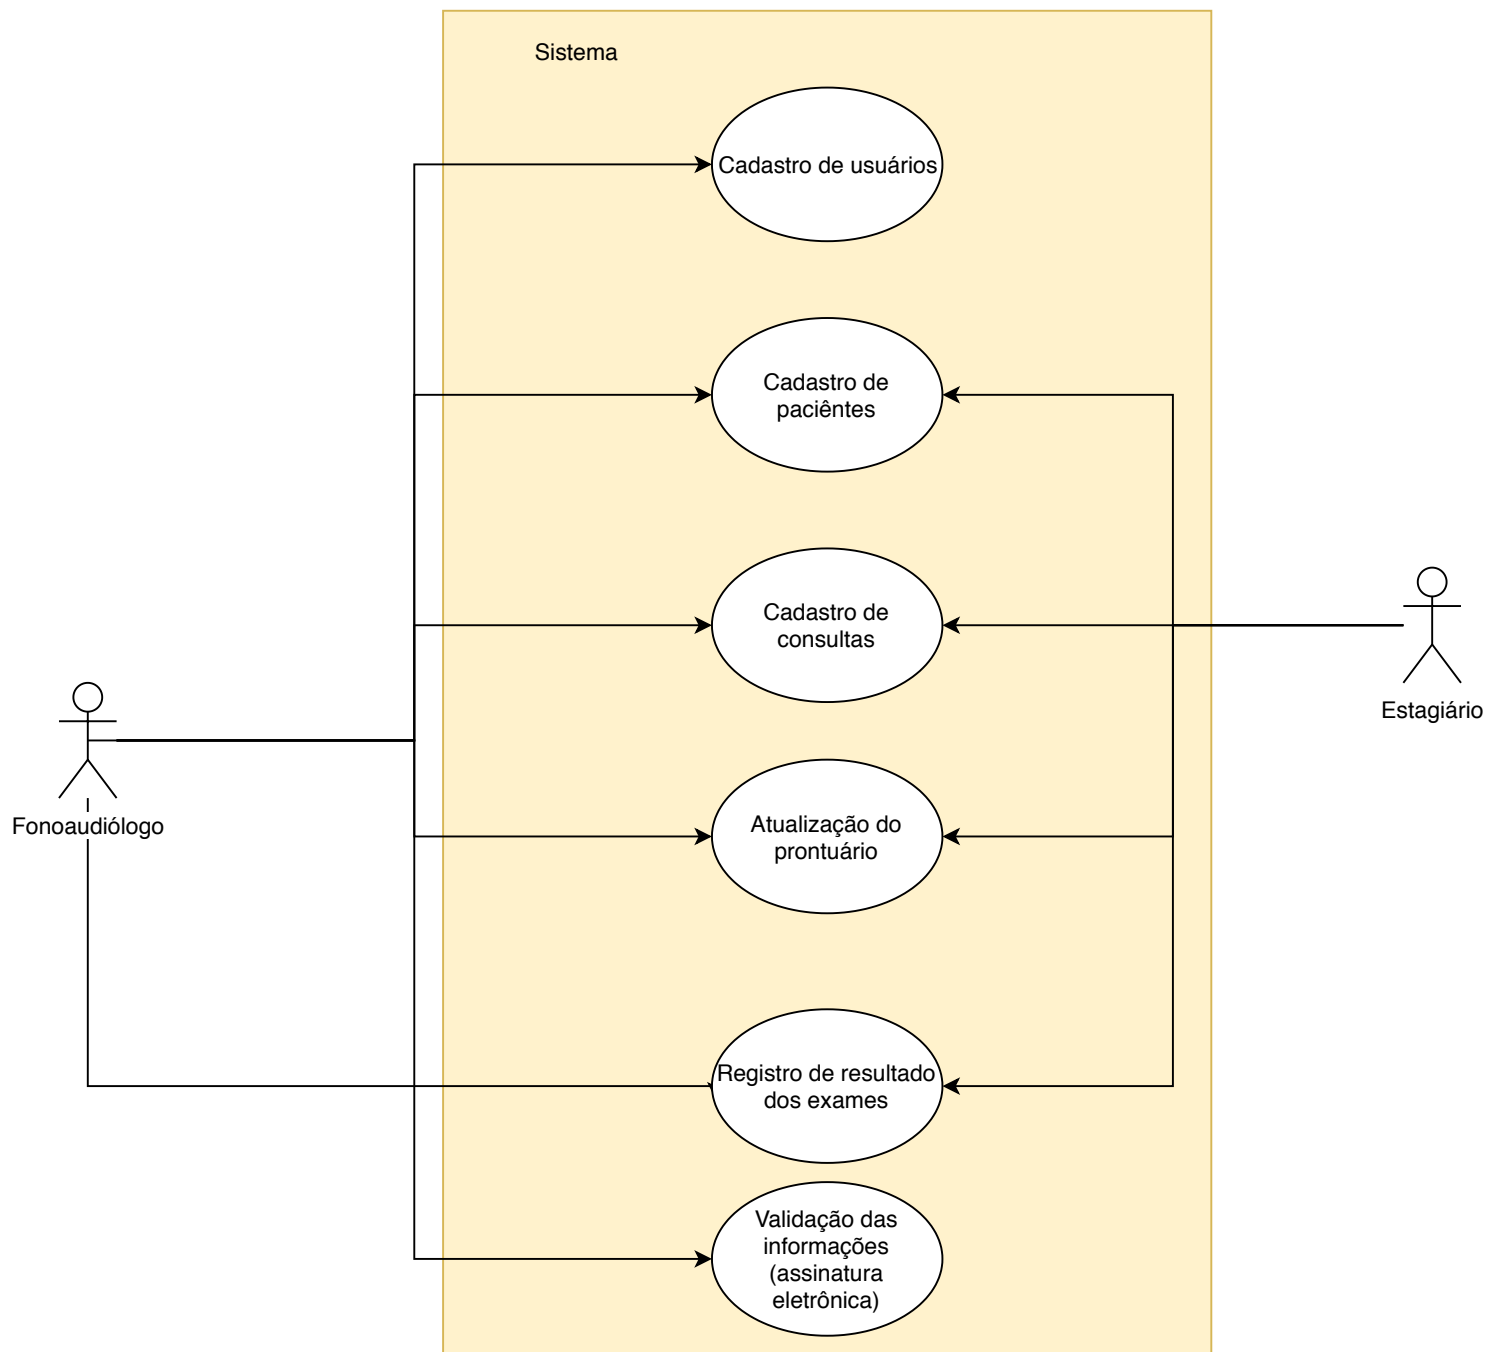 Sistema
Cadastro de usuários
Cadastro de
paciêntes
Cadastro de
consultas
Estagiário
Atualização do
prontuário
Fonoaudiólogo
Registro de resultado
dos exames
Validação das
informações
(assinatura
eletrônica)